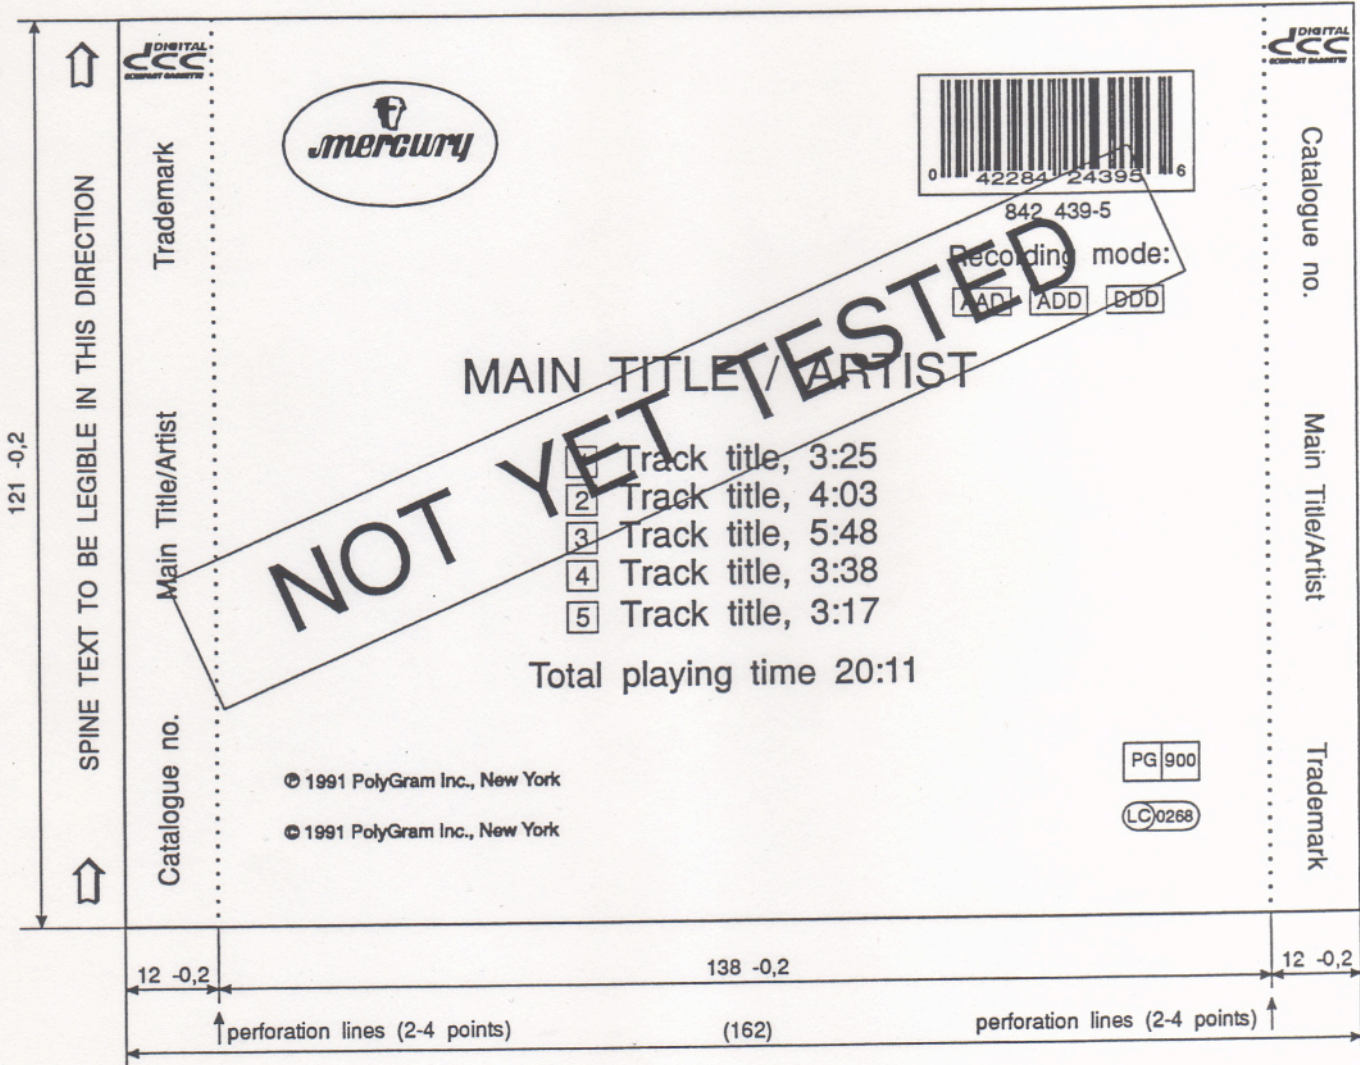 DIGITAL
dcc
COMPACT CASSETTE
DIGITAL
dcc
COMPACT CASSETTE
mercury
0 42284 24395 6
842 439-5
Recording mode:
AAD ADD DDD
MAIN TITLE / ARTIST
NOT YET TESTED
1 Track title, 3:25
2 Track title, 4:03
3 Track title, 5:48
4 Track title, 3:38
5 Track title, 3:17
Total playing time 20:11
℗ 1991 PolyGram Inc., New York
© 1991 PolyGram Inc., New York
PG 900
LC 0268
121 -0,2
SPINE TEXT TO BE LEGIBLE IN THIS DIRECTION
Catalogue no. Main Title/Artist Trademark
Catalogue no. Main Title/Artist Trademark
12 -0,2
138 -0,2
12 -0,2
perforation lines (2-4 points)
(162)
perforation lines (2-4 points)